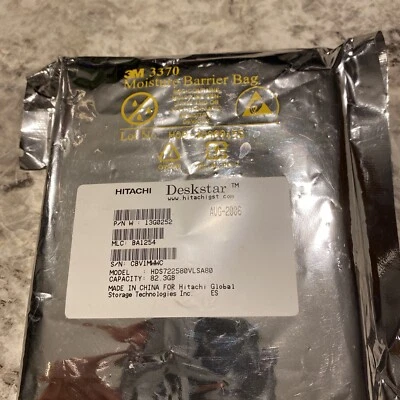 3M 3370
Moisture Barrier Bag
HITACHI Deskstar™
www.hitachigst.com
P/N W : 13G0252
AUG-2006
MLC: BA1254
S/N: CBV1MWWC
MODEL : HDS722580VLSA80
CAPACITY: 82.3GB
MADE IN CHINA FOR Hitachi Global
Storage Technologies Inc. ES